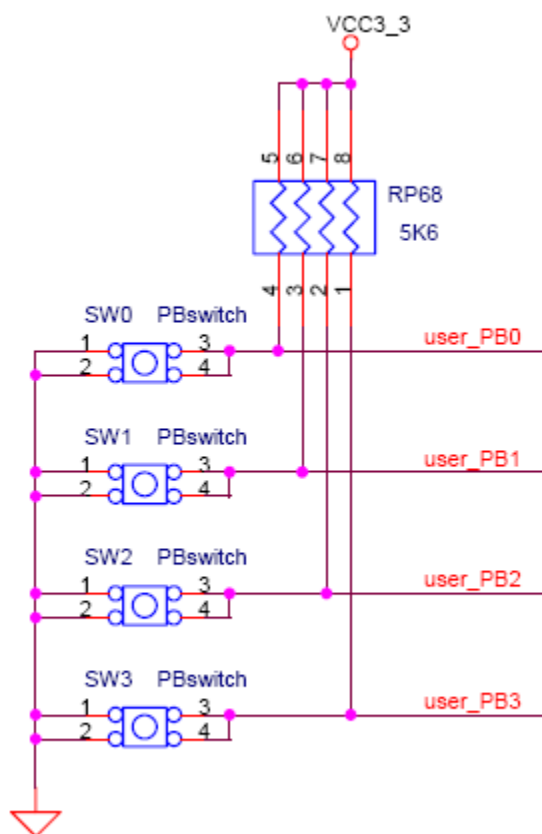 VCC3_3
5 6 7 8
RP68
5K6
4 3 2 1
SW0 PBswitch
1 3 user_PB0
2 4
SW1 PBswitch
1 3 user_PB1
2 4
SW2 PBswitch
1 3 user_PB2
2 4
SW3 PBswitch
1 3 user_PB3
2 4